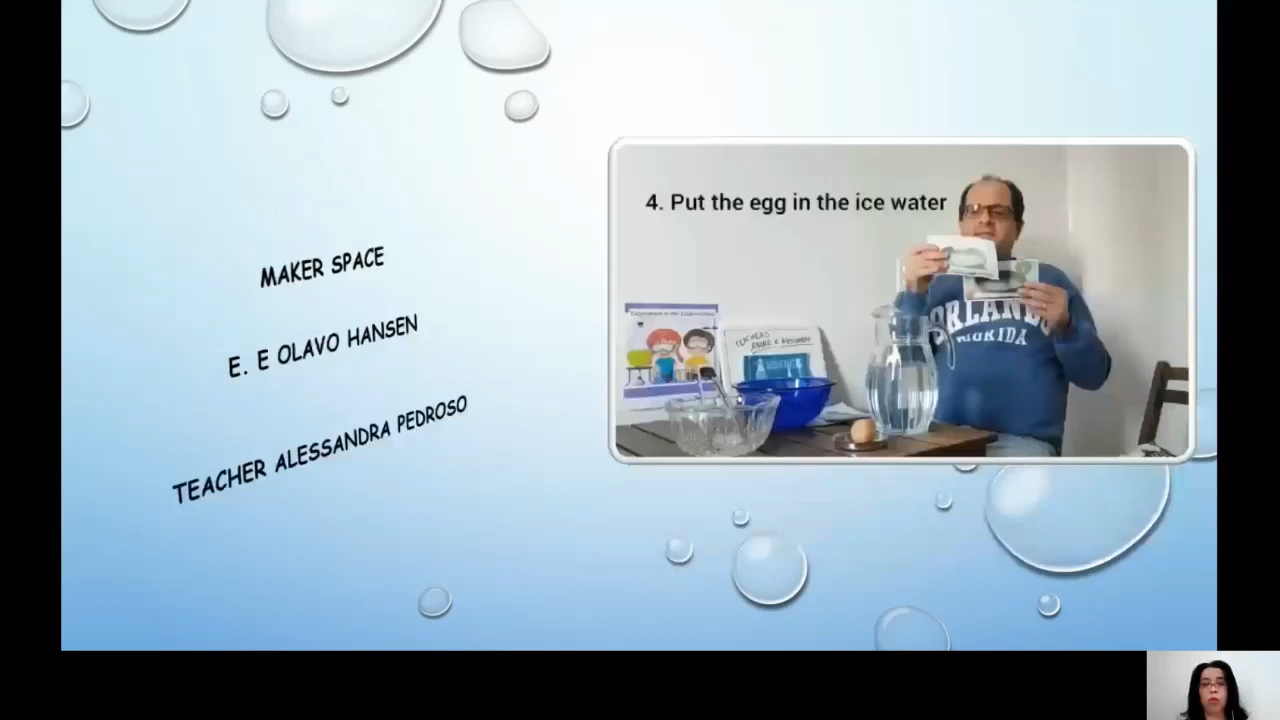 MAKER SPACE
E. E OLAVO HANSEN
TEACHER ALESSANDRA PEDROSO
4. Put the egg in the ice water
TEACHERS
ORLANDO
FLORIDA